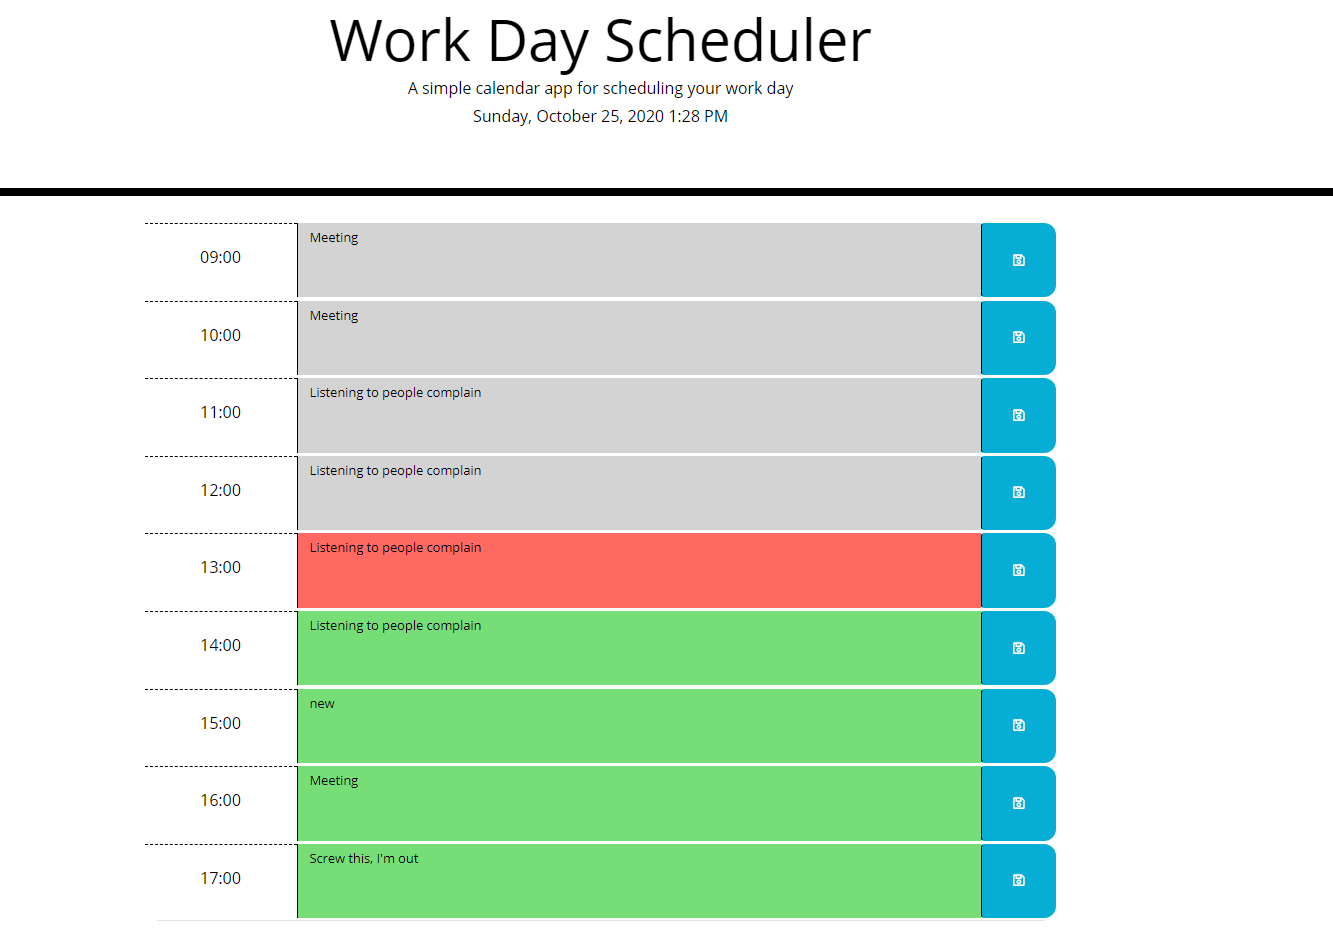 Work Day Scheduler
A simple calendar app for scheduling your work day
Sunday, October 25, 2020 1:28 PM
09:00 Meeting
10:00 Meeting
11:00 Listening to people complain
12:00 Listening to people complain
13:00 Listening to people complain
14:00 Listening to people complain
15:00 new
16:00 Meeting
17:00 Screw this, I'm out